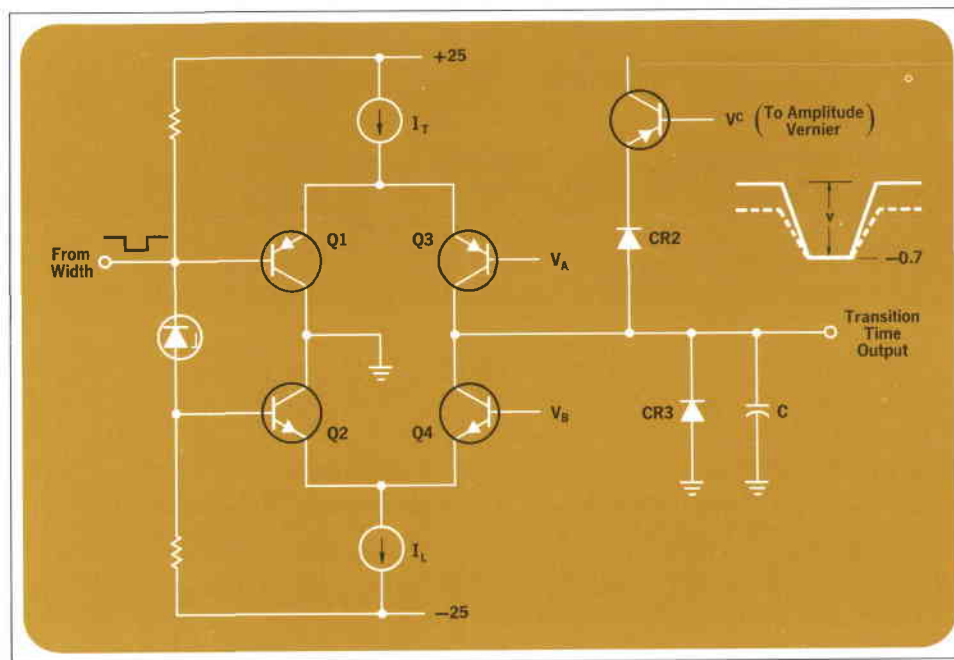 +25
I_T
V^C (To Amplitude Vernier)
CR2
v
−0.7
From Width
Q1
Q3
V_A
Transition Time Output
Q2
Q4
V_B
CR3
C
I_L
−25